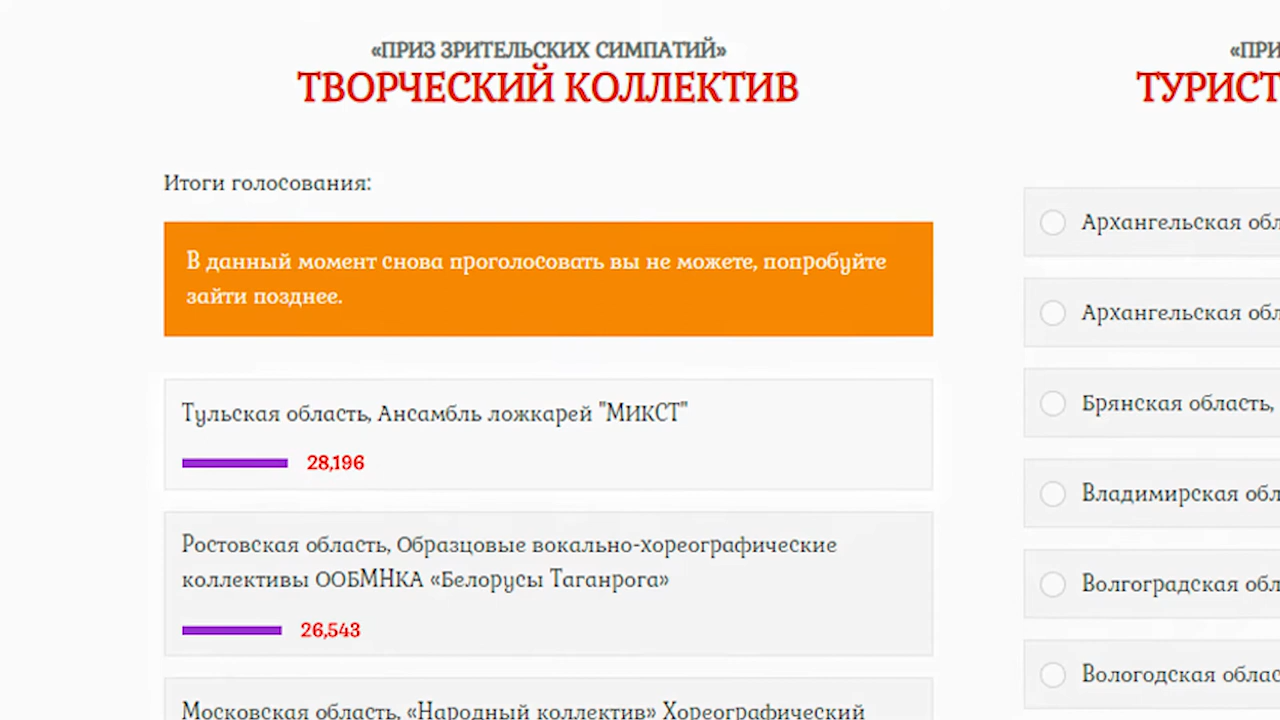 «ПРИЗ ЗРИТЕЛЬСКИХ СИМПАТИЙ»
ТВОРЧЕСКИЙ КОЛЛЕКТИВ
Итоги голосования:
В данный момент снова проголосовать вы не можете, попробуйте
зайти позднее.
Тульская область, Ансамбль ложкарей "МИКСТ"
28,196
Ростовская область, Образцовые вокально-хореографические
коллективы ООБМНКА «Белорусы Таганрога»
26,543
Московская область, «Народный коллектив» Хореографический
«ПРИ
ТУРИСТ
Архангельская обл
Архангельская обл
Брянская область,
Владимирская обл
Волгоградская обл
Вологодская облас